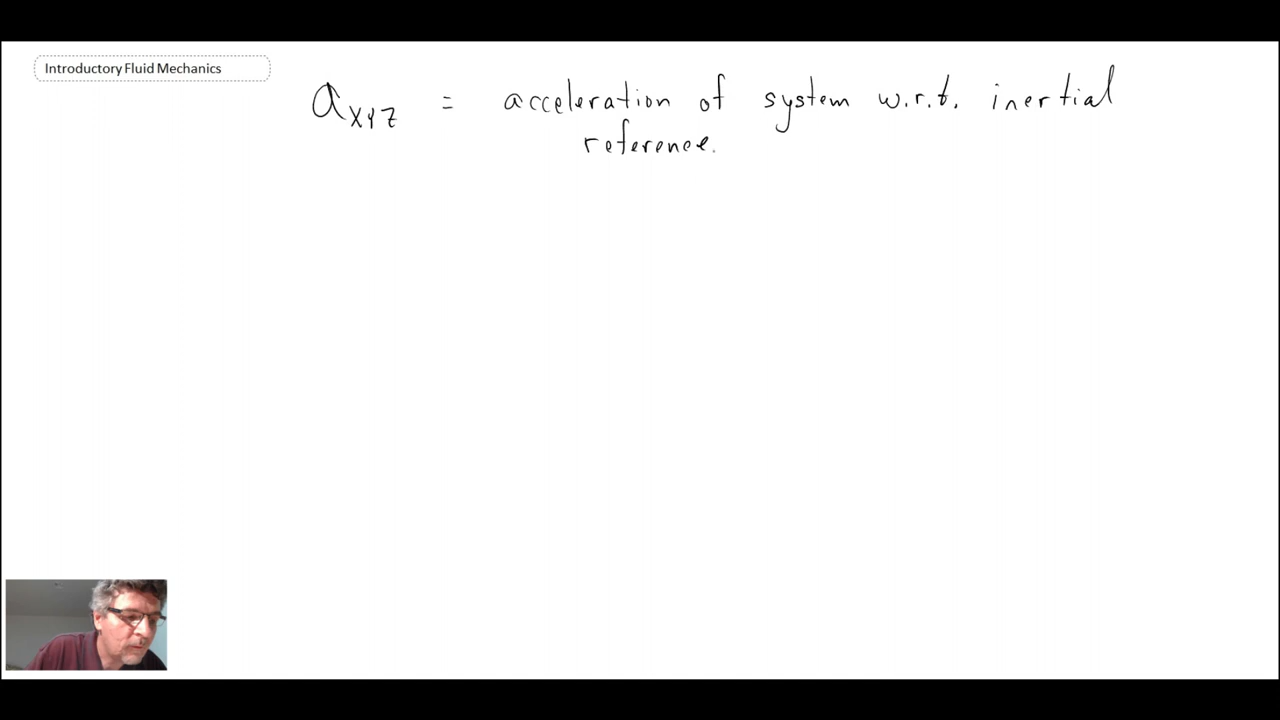 Introductory Fluid Mechanics
a_XYZ = acceleration of system w.r.t. inertial
reference.